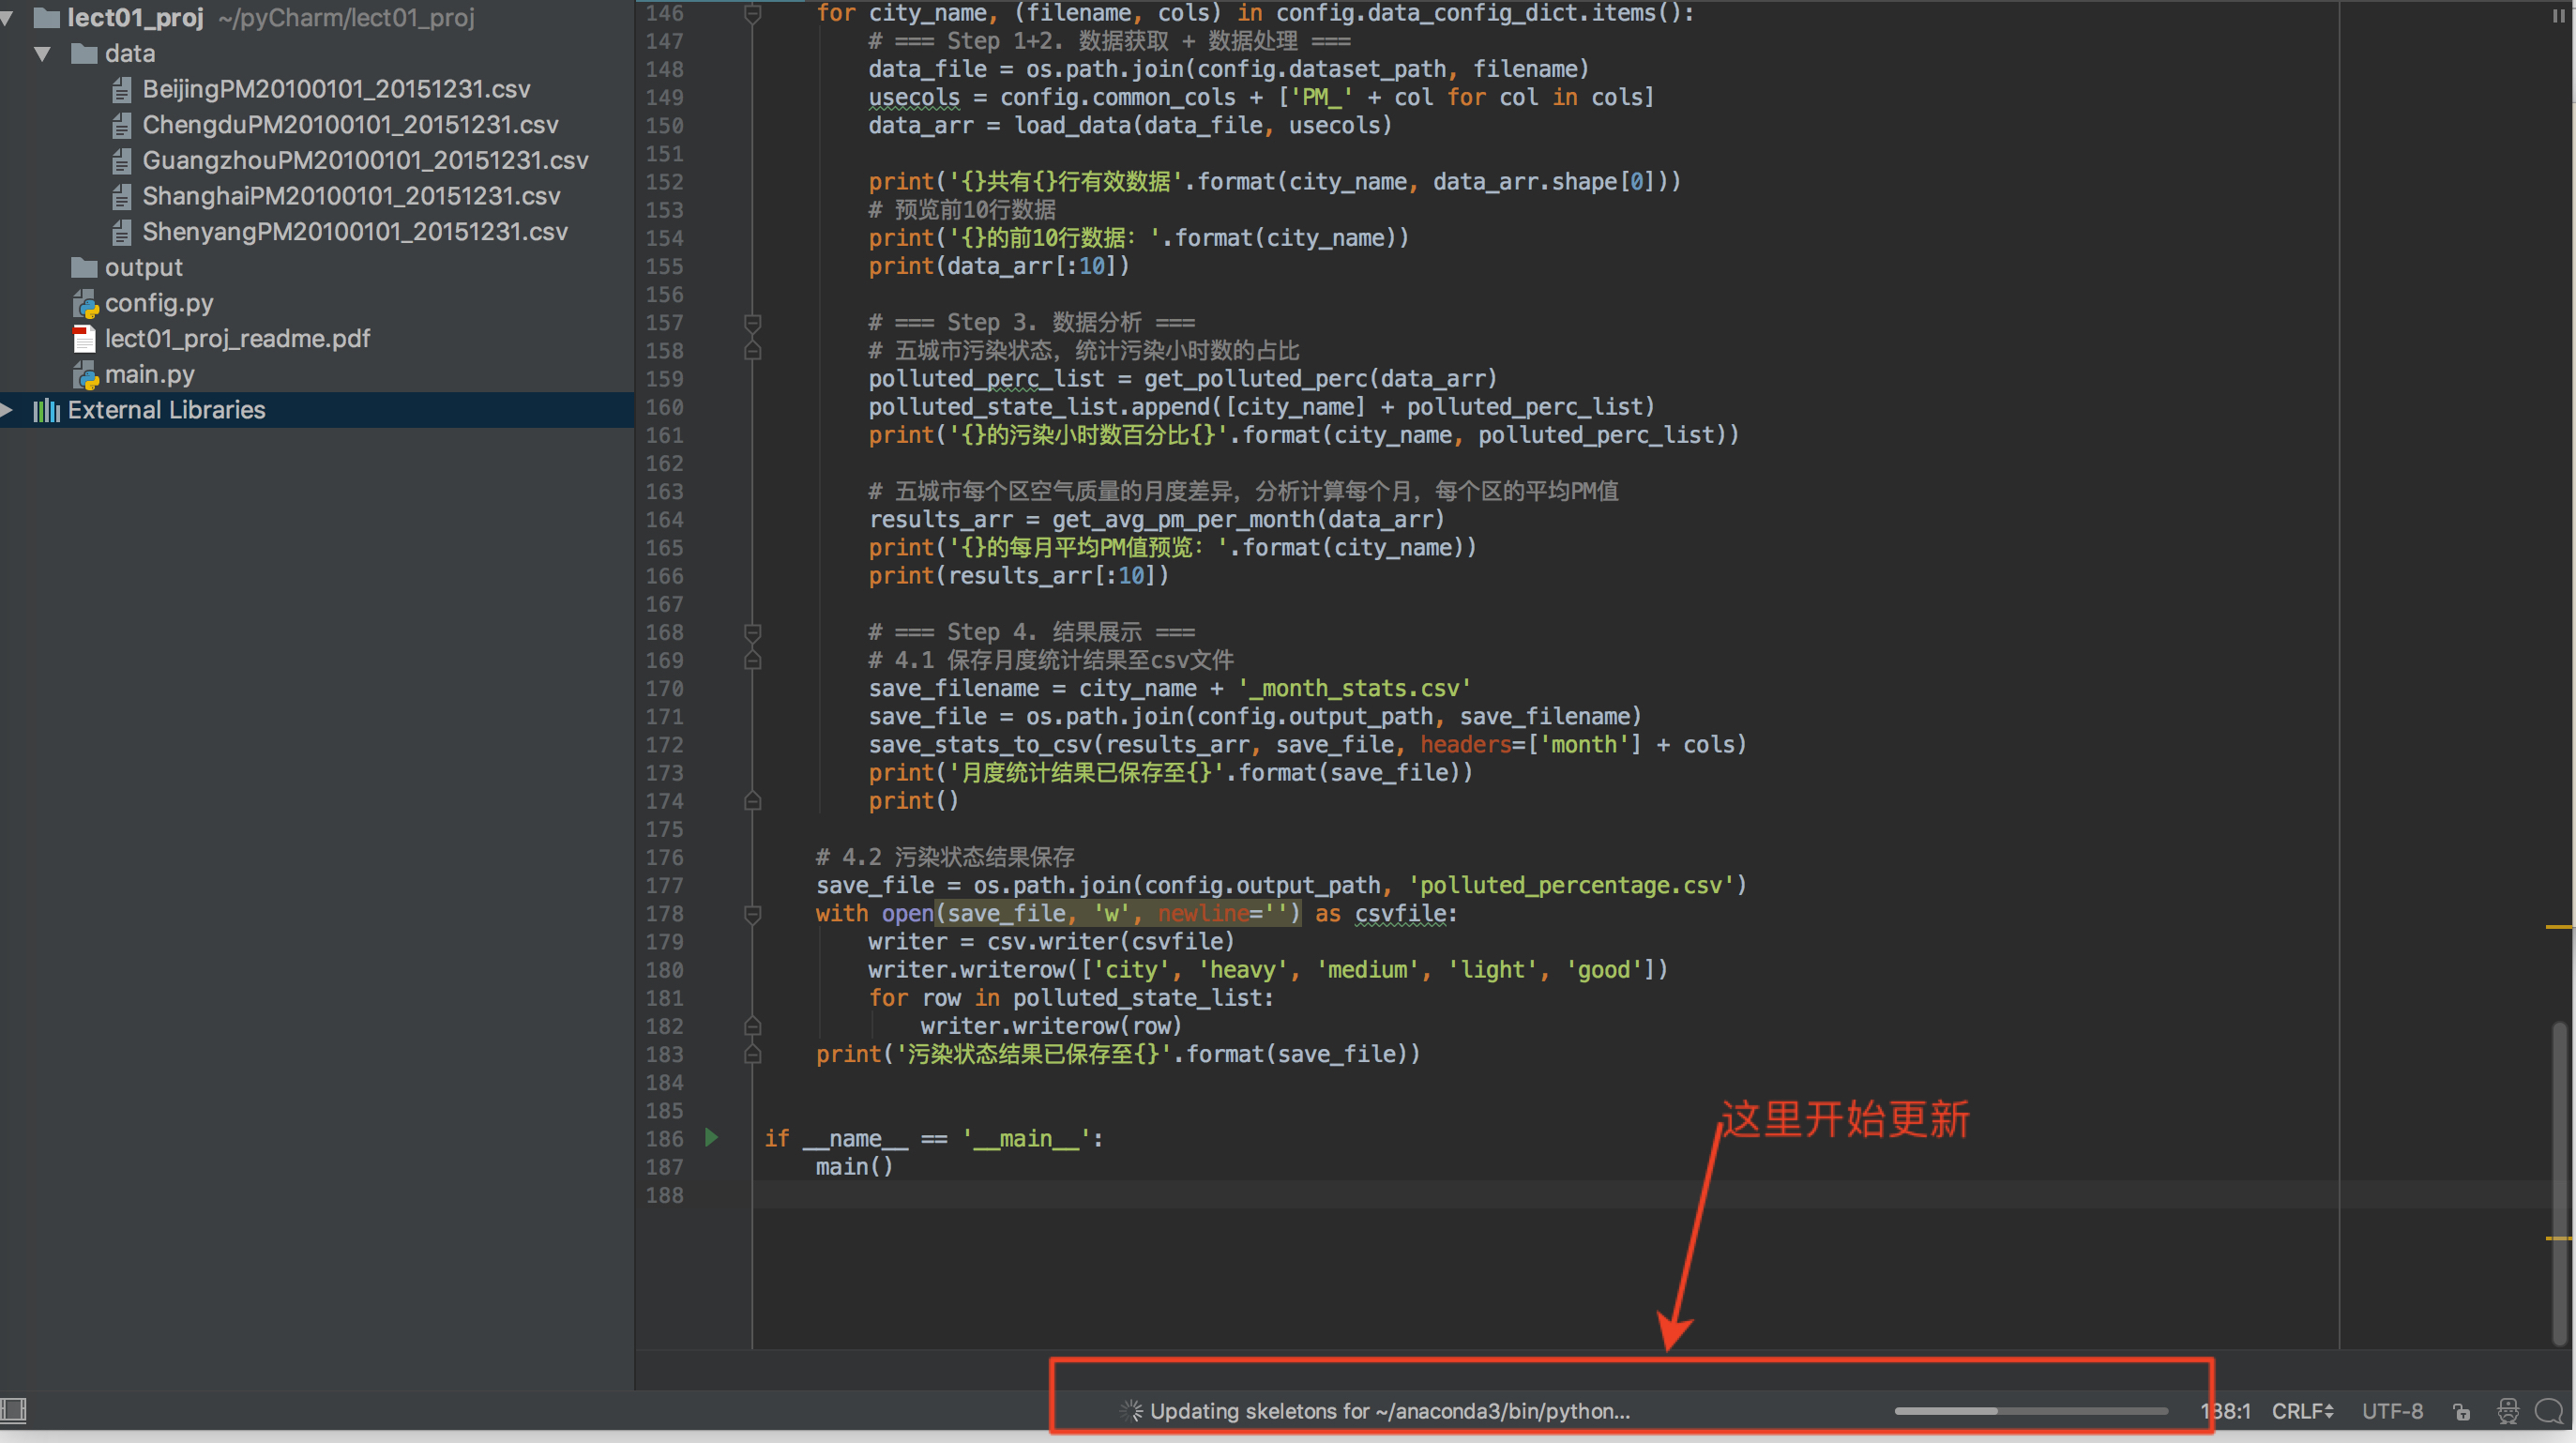 lect01_proj ~/pyCharm/lect01_proj
data
BeijingPM20100101_20151231.csv
ChengduPM20100101_20151231.csv
GuangzhouPM20100101_20151231.csv
ShanghaiPM20100101_20151231.csv
ShenyangPM20100101_20151231.csv
output
config.py
lect01_proj_readme.pdf
main.py
External Libraries
146 for city_name, (filename, cols) in config.data_config_dict.items():
147 # === Step 1+2. 数据获取 + 数据处理 ===
148 data_file = os.path.join(config.dataset_path, filename)
149 usecols = config.common_cols + ['PM_' + col for col in cols]
150 data_arr = load_data(data_file, usecols)
151
152 print('{}共有{}行有效数据'.format(city_name, data_arr.shape[0]))
153 # 预览前10行数据
154 print('{}的前10行数据：'.format(city_name))
155 print(data_arr[:10])
156
157 # === Step 3. 数据分析 ===
158 # 五城市污染状态，统计污染小时数的占比
159 polluted_perc_list = get_polluted_perc(data_arr)
160 polluted_state_list.append([city_name] + polluted_perc_list)
161 print('{}的污染小时数百分比{}'.format(city_name, polluted_perc_list))
162
163 # 五城市每个区空气质量的月度差异，分析计算每个月，每个区的平均PM值
164 results_arr = get_avg_pm_per_month(data_arr)
165 print('{}的每月平均PM值预览：'.format(city_name))
166 print(results_arr[:10])
167
168 # === Step 4. 结果展示 ===
169 # 4.1 保存月度统计结果至csv文件
170 save_filename = city_name + '_month_stats.csv'
171 save_file = os.path.join(config.output_path, save_filename)
172 save_stats_to_csv(results_arr, save_file, headers=['month'] + cols)
173 print('月度统计结果已保存至{}'.format(save_file))
174 print()
175
176 # 4.2 污染状态结果保存
177 save_file = os.path.join(config.output_path, 'polluted_percentage.csv')
178 with open(save_file, 'w', newline='') as csvfile:
179 writer = csv.writer(csvfile)
180 writer.writerow(['city', 'heavy', 'medium', 'light', 'good'])
181 for row in polluted_state_list:
182 writer.writerow(row)
183 print('污染状态结果已保存至{}'.format(save_file))
184
185
186 if __name__ == '__main__':
187 main()
188
这里开始更新
Updating skeletons for ~/anaconda3/bin/python... 188:1 CRLF UTF-8